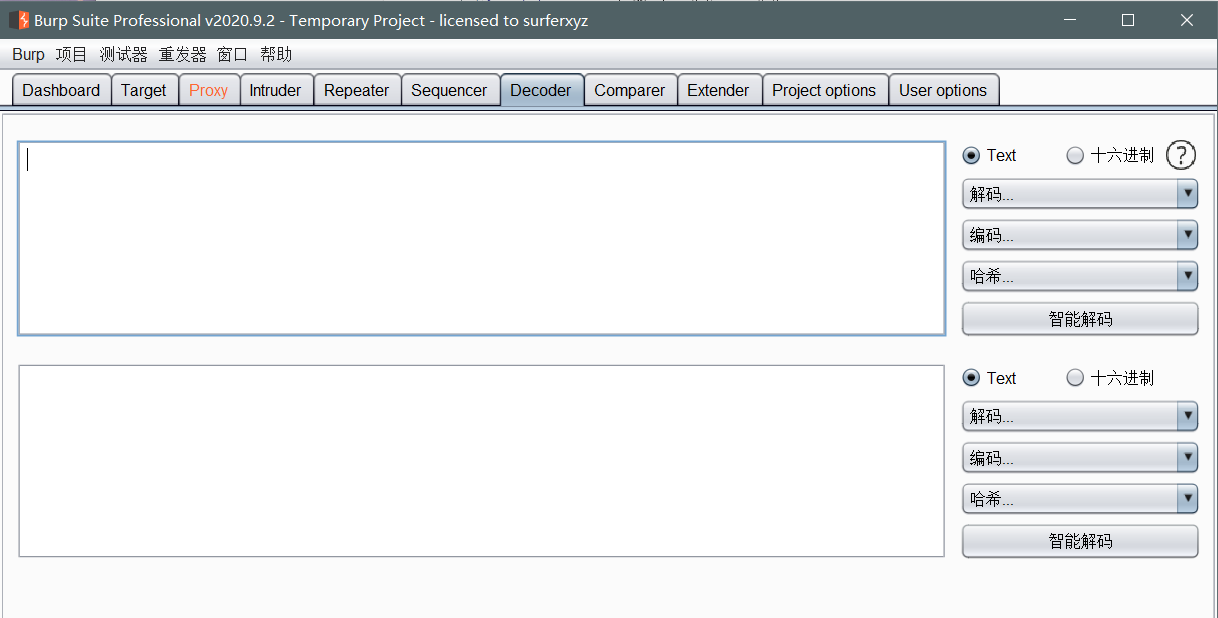 Burp Suite Professional v2020.9.2 - Temporary Project - licensed to surferxyz
Burp 项目 测试器 重发器 窗口 帮助
Dashboard Target Proxy Intruder Repeater Sequencer Decoder Comparer Extender Project options User options
Text 十六进制 ?
解码...
编码...
哈希...
智能解码
Text 十六进制
解码...
编码...
哈希...
智能解码